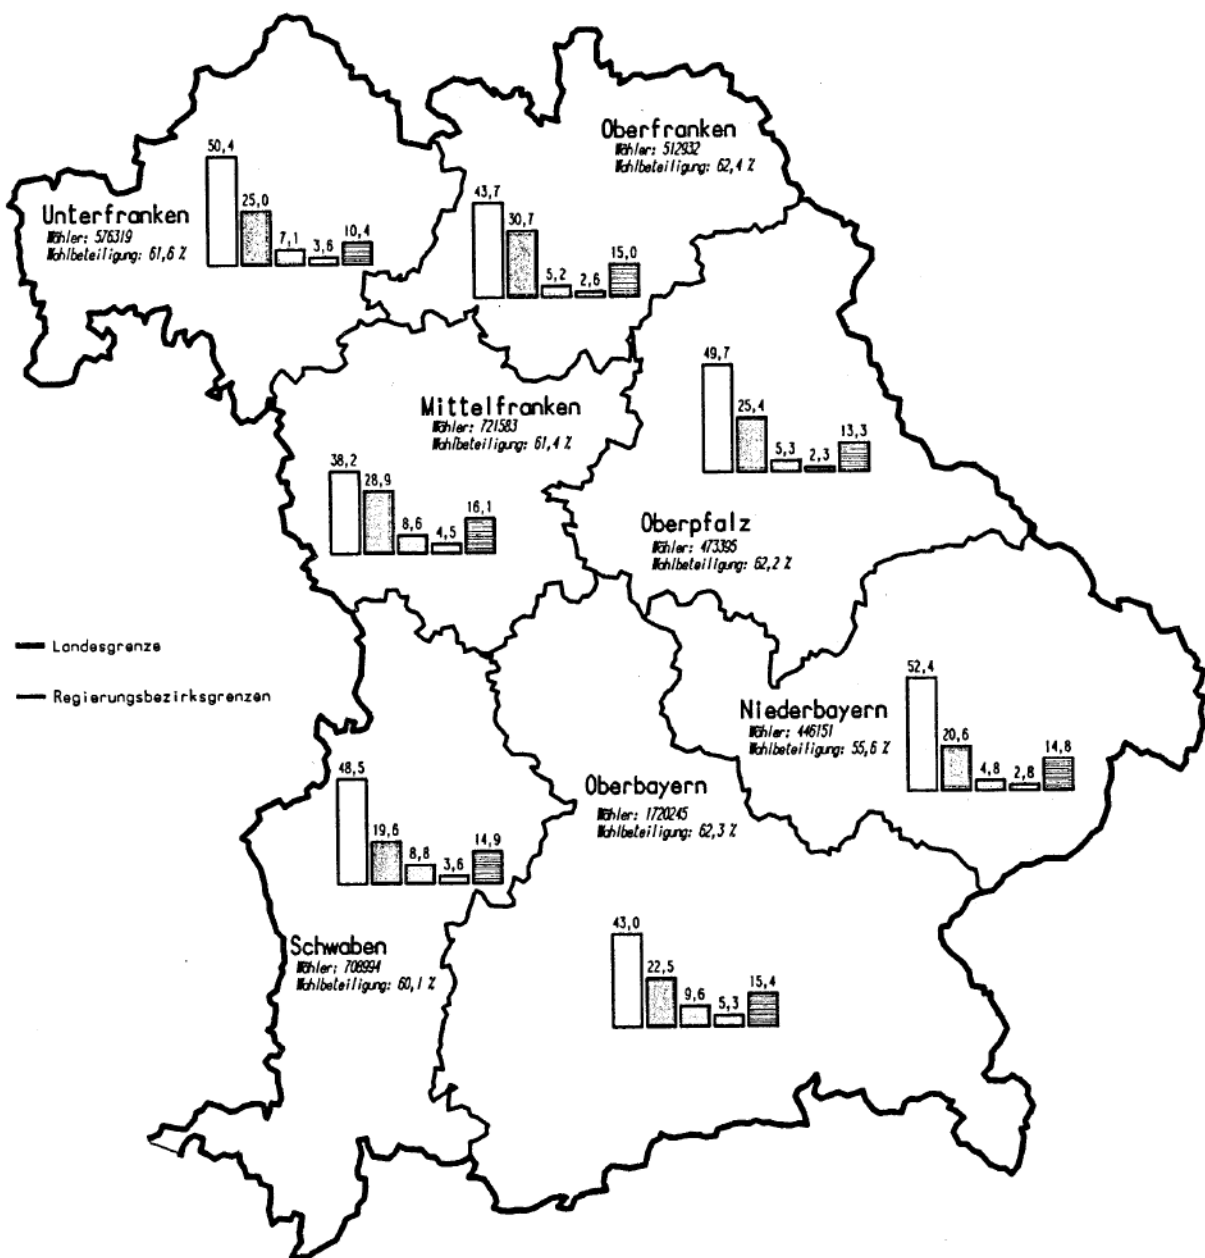 Oberfranken
Wähler: 512932
Wahlbeteiligung: 62,4 %
43,7
30,7
5,2
2,6
15,0
50,4
25,0
7,1
3,6
10,4
Unterfranken
Wähler: 576319
Wahlbeteiligung: 61,6 %
Mittelfranken
Wähler: 721583
Wahlbeteiligung: 61,4 %
38,2
28,9
8,6
4,5
16,1
49,7
25,4
5,3
2,3
13,3
Oberpfalz
Wähler: 473395
Wahlbeteiligung: 62,2 %
Landesgrenze
Regierungsbezirksgrenzen
52,4
20,6
4,8
2,8
14,8
Niederbayern
Wähler: 446151
Wahlbeteiligung: 55,6 %
48,5
19,6
8,8
3,6
14,9
Schwaben
Wähler: 708994
Wahlbeteiligung: 60,1 %
Oberbayern
Wähler: 1720245
Wahlbeteiligung: 62,3 %
43,0
22,5
9,6
5,3
15,4